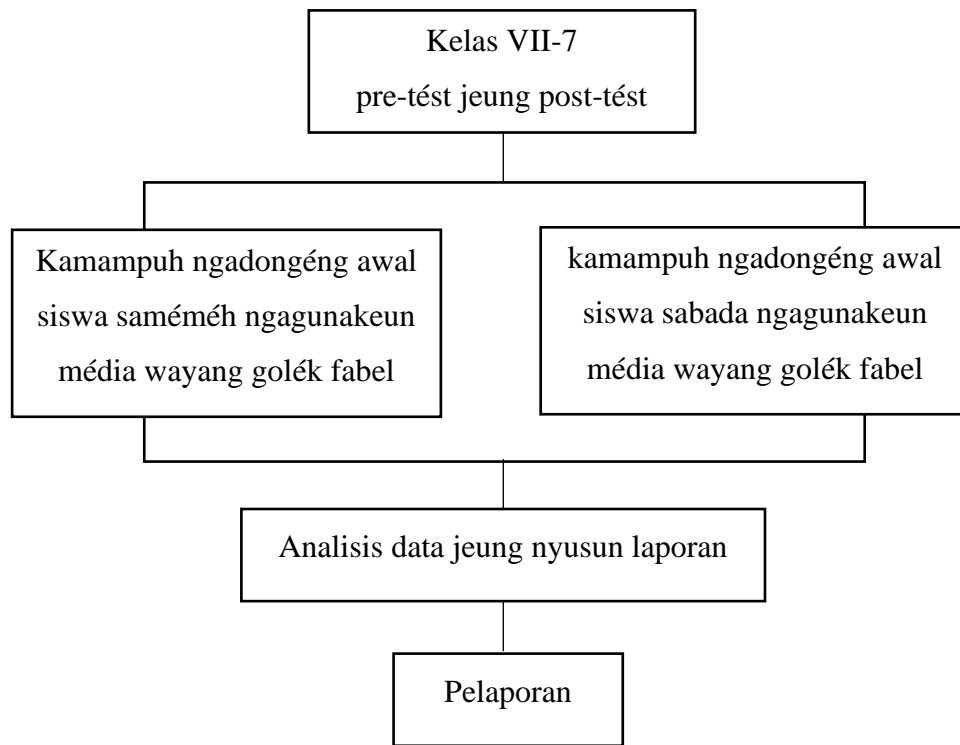 Kelas VII-7
pre-tést jeung post-tést
Kamampuh ngadongéng awal
siswa saméméh ngagunakeun
média wayang golék fabel
kamampuh ngadongéng awal
siswa sabada ngagunakeun
média wayang golék fabel
Analisis data jeung nyusun laporan
Pelaporan